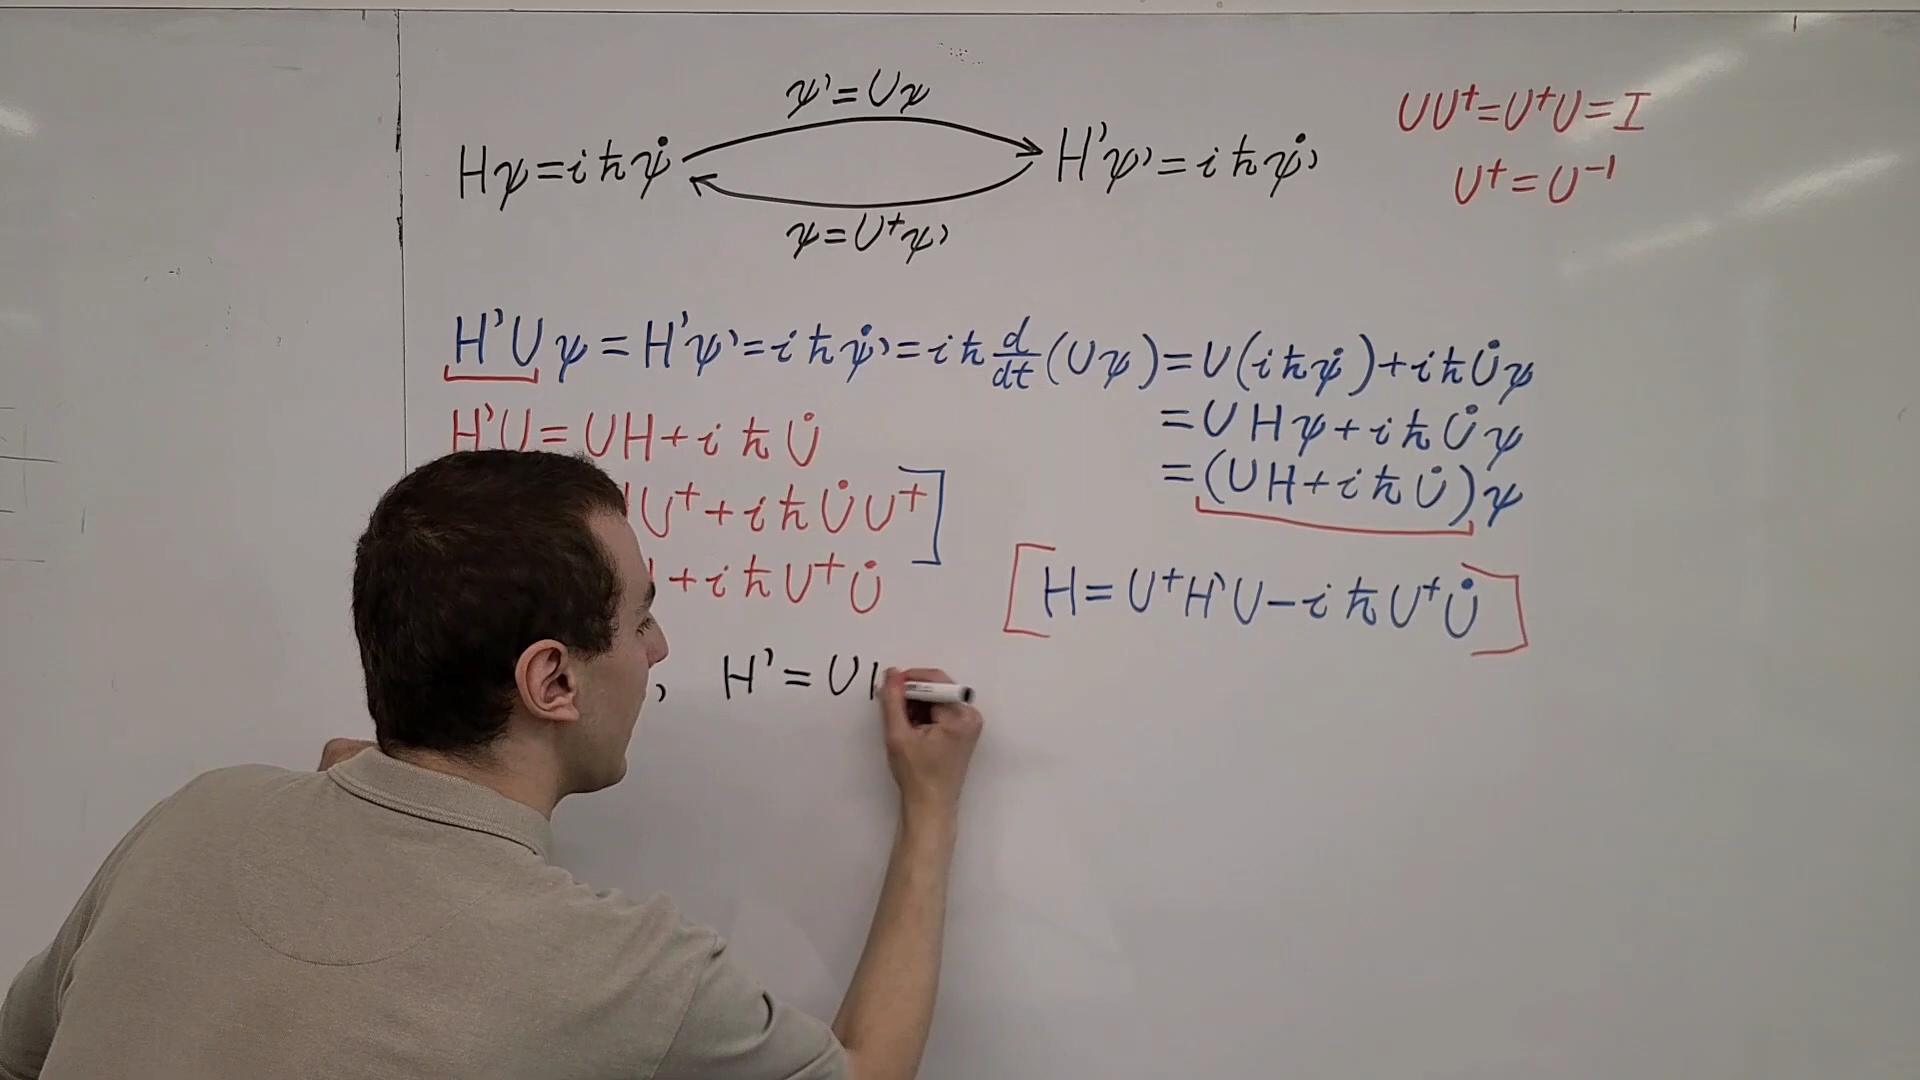 ψ'=Uψ
Hψ=iħψ̇
H'ψ'=iħψ̇'
ψ=U†ψ'
UU†=U†U=I
U†=U⁻¹
H'Uψ=H'ψ'=iħψ̇'=iħ d/dt (Uψ)=U(iħψ̇)+iħU̇ψ
=UHψ+iħU̇ψ
=(UH+iħU̇)ψ
H'U=UH+iħU̇
U†+iħU̇U†
+iħU†U̇
H=U†H'U-iħU†U̇
, H'=U